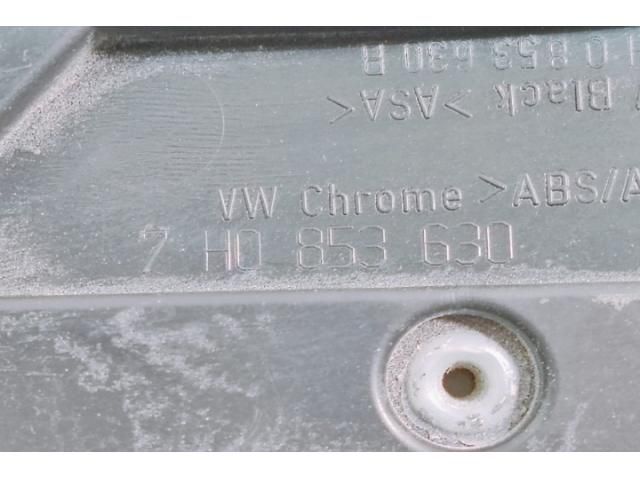 0 853 630 B
Black >ASA<
VW Chrome >ABS/A
7 H0 853 630